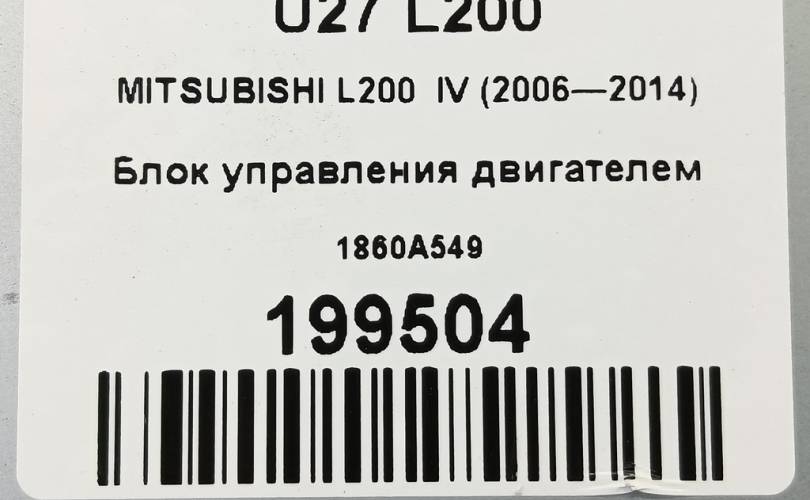 U27 L200
MITSUBISHI L200 IV (2006—2014)
Блок управления двигателем
1860A549
199504